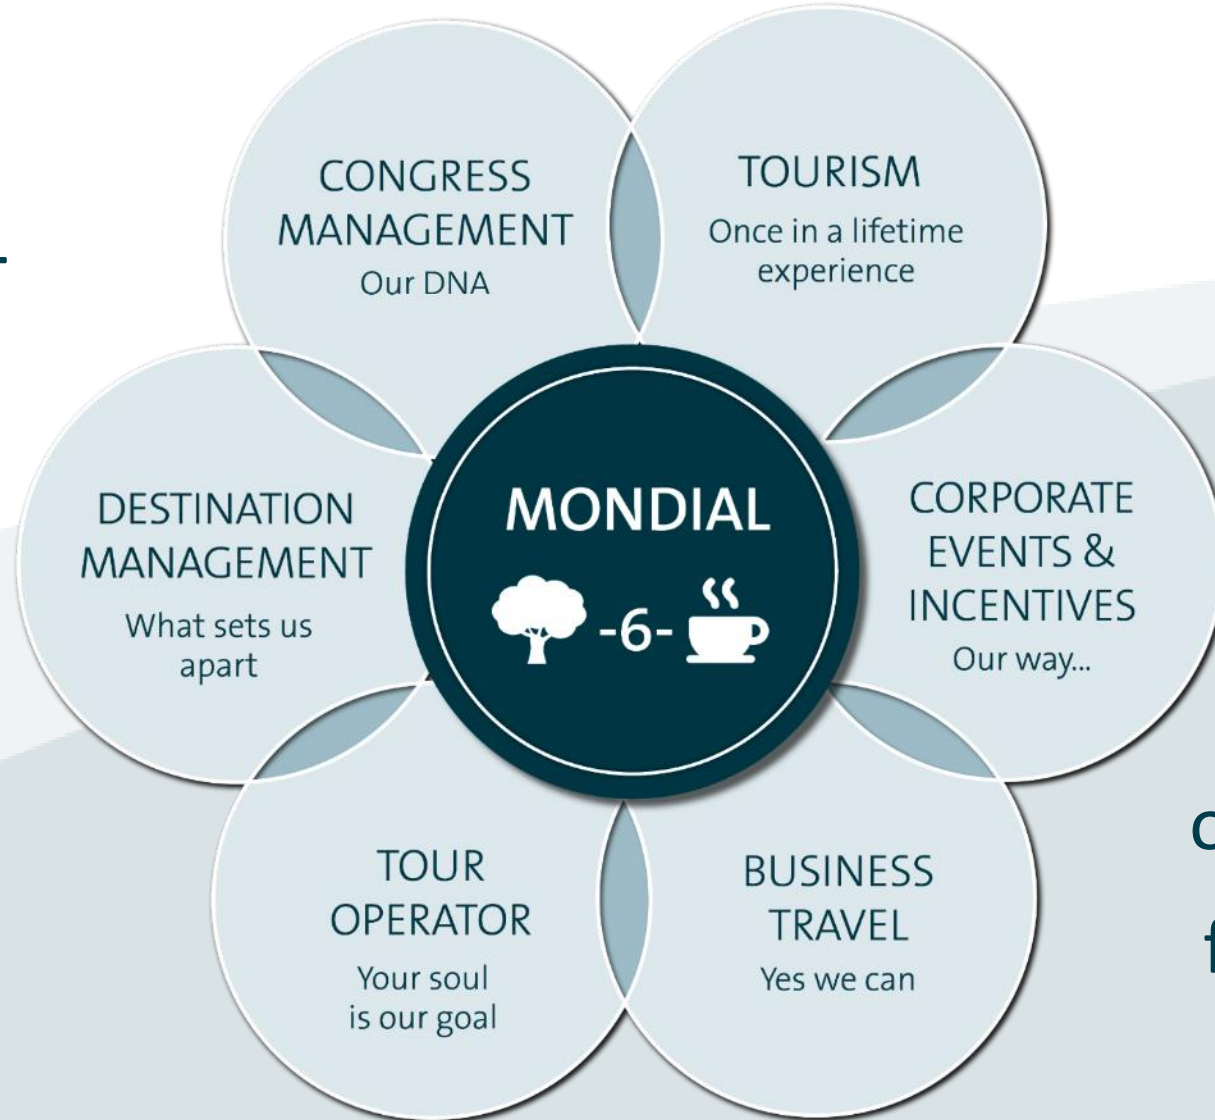 CONGRESS
MANAGEMENT
Our DNA
TOURISM
Once in a lifetime
experience
DESTINATION
MANAGEMENT
What sets us
apart
MONDIAL
-6-
CORPORATE
EVENTS &
INCENTIVES
Our way...
TOUR
OPERATOR
Your soul
is our goal
BUSINESS
TRAVEL
Yes we can